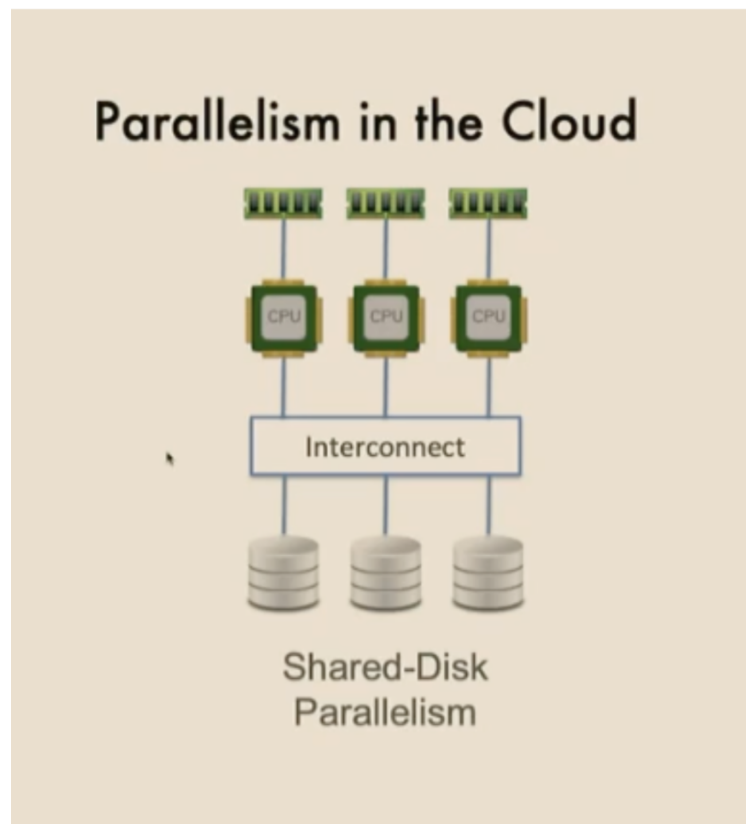 Parallelism in the Cloud
CPU CPU CPU
Interconnect
Shared-Disk
Parallelism